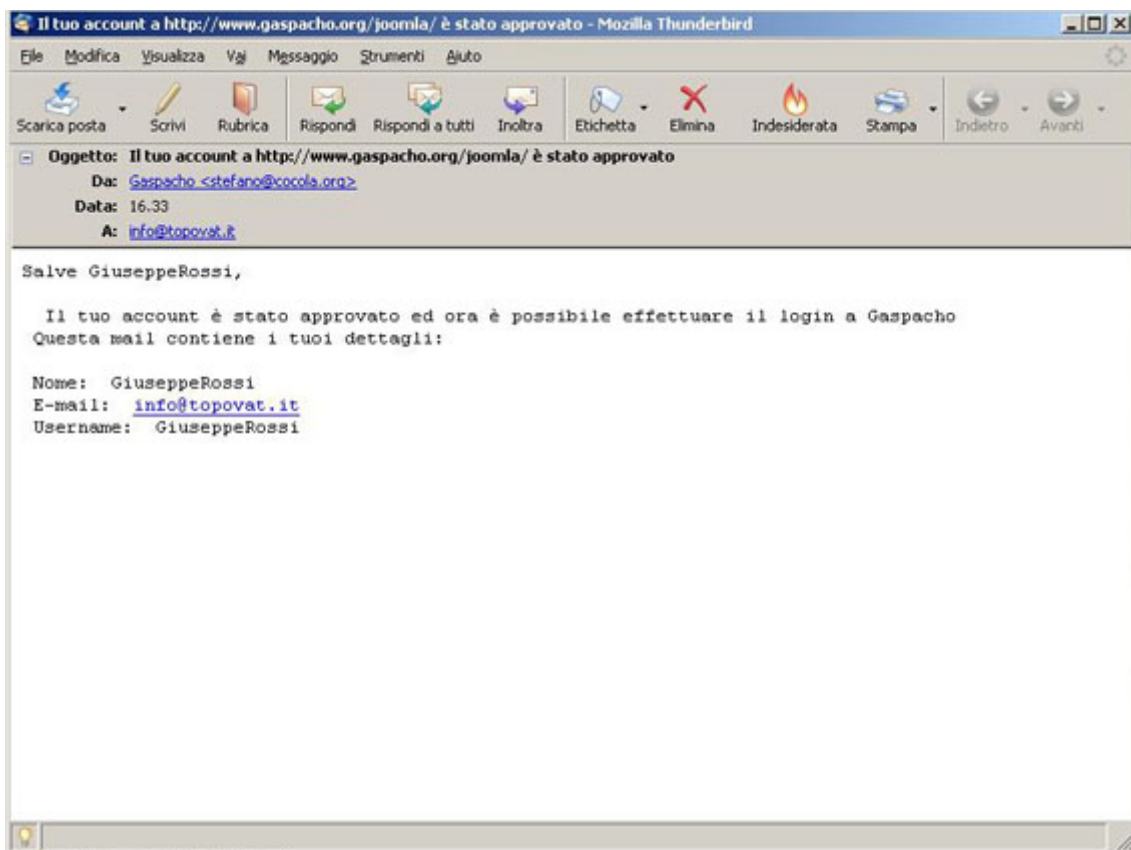 Il tuo account a http://www.gaspacho.org/joomla/ è stato approvato - Mozilla Thunderbird
File Modifica Visualizza Vai Messaggio Strumenti Aiuto
Scarica posta Scrivi Rubrica Rispondi Rispondi a tutti Inoltra Etichetta Elimina Indesiderata Stampa Indietro Avanti
Oggetto: Il tuo account a http://www.gaspacho.org/joomla/ è stato approvato
Da: Gaspacho <stefano@cocola.org>
Data: 16.33
A: info@topovat.it
Salve GiuseppeRossi,
Il tuo account è stato approvato ed ora è possibile effettuare il login a Gaspacho
Questa mail contiene i tuoi dettagli:
Nome: GiuseppeRossi
E-mail: info@topovat.it
Username: GiuseppeRossi